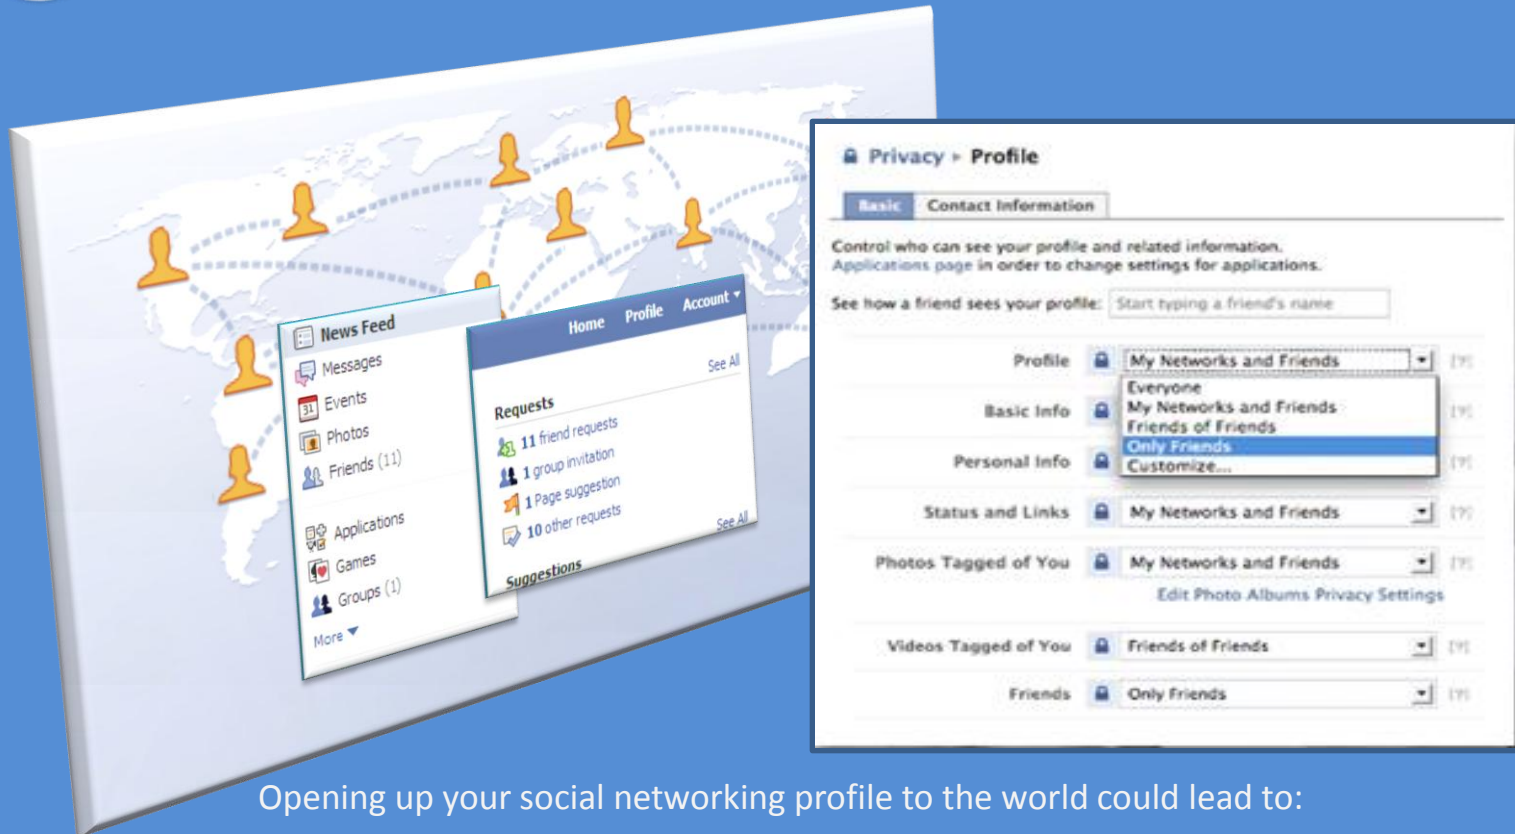 News Feed
Messages
31 Events
Photos
Friends (11)
Applications
Games
Groups (1)
More
Home Profile Account
See All
Requests
11 friend requests
1 group invitation
1 Page suggestion
10 other requests
See All
Suggestions
Privacy ▸ Profile
Basic Contact Information
Control who can see your profile and related information.
Applications page in order to change settings for applications.
See how a friend sees your profile: Start typing a friend's name
Profile My Networks and Friends [?]
Everyone
Basic Info My Networks and Friends [?]
Friends of Friends
Only Friends
Personal Info Customize... [?]
Status and Links My Networks and Friends [?]
Photos Tagged of You My Networks and Friends [?]
Edit Photo Albums Privacy Settings
Videos Tagged of You Friends of Friends [?]
Friends Only Friends [?]
Opening up your social networking profile to the world could lead to: